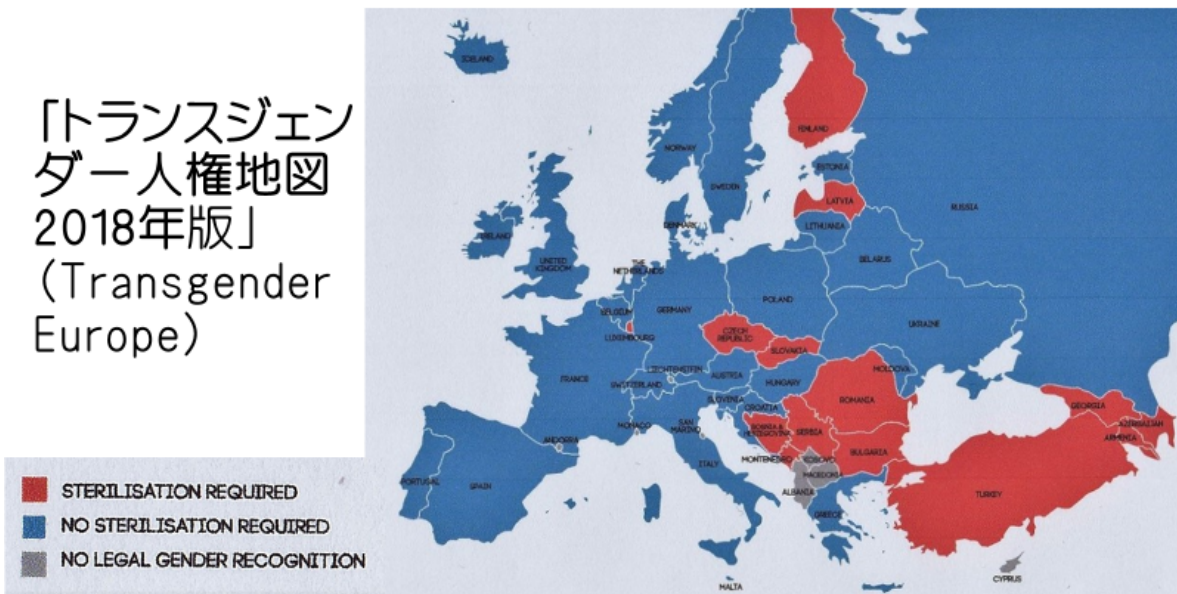 「トランスジェン
ダー人権地図
2018年版」
(Transgender
Europe)
STERILISATION REQUIRED
NO STERILISATION REQUIRED
NO LEGAL GENDER RECOGNITION
ICELAND
FINLAND
NORWAY
SWEDEN
ESTONIA
LATVIA
LITHUANIA
RUSSIA
DENMARK
IRELAND
UNITED
KINGDOM
THE
NETHERLANDS
BELARUS
BELGIUM
GERMANY
POLAND
LUXEMBOURG
CZECH
REPUBLIC
UKRAINE
SLOVAKIA
LIECHTENSTEIN
AUSTRIA
MOLDOVA
FRANCE
SWITZERLAND
HUNGARY
SLOVENIA
CROATIA
ROMANIA
GEORGIA
MONACO
SAN
MARINO
BOSNIA &
HERZEGOVINA
SERBIA
AZERBAIJAN
ARMENIA
ANDORRA
BULGARIA
MONTENEGRO
KOSOVO
ITALY
MACEDONIA
PORTUGAL
SPAIN
ALBANIA
TURKEY
GREECE
CYPRUS
MALTA